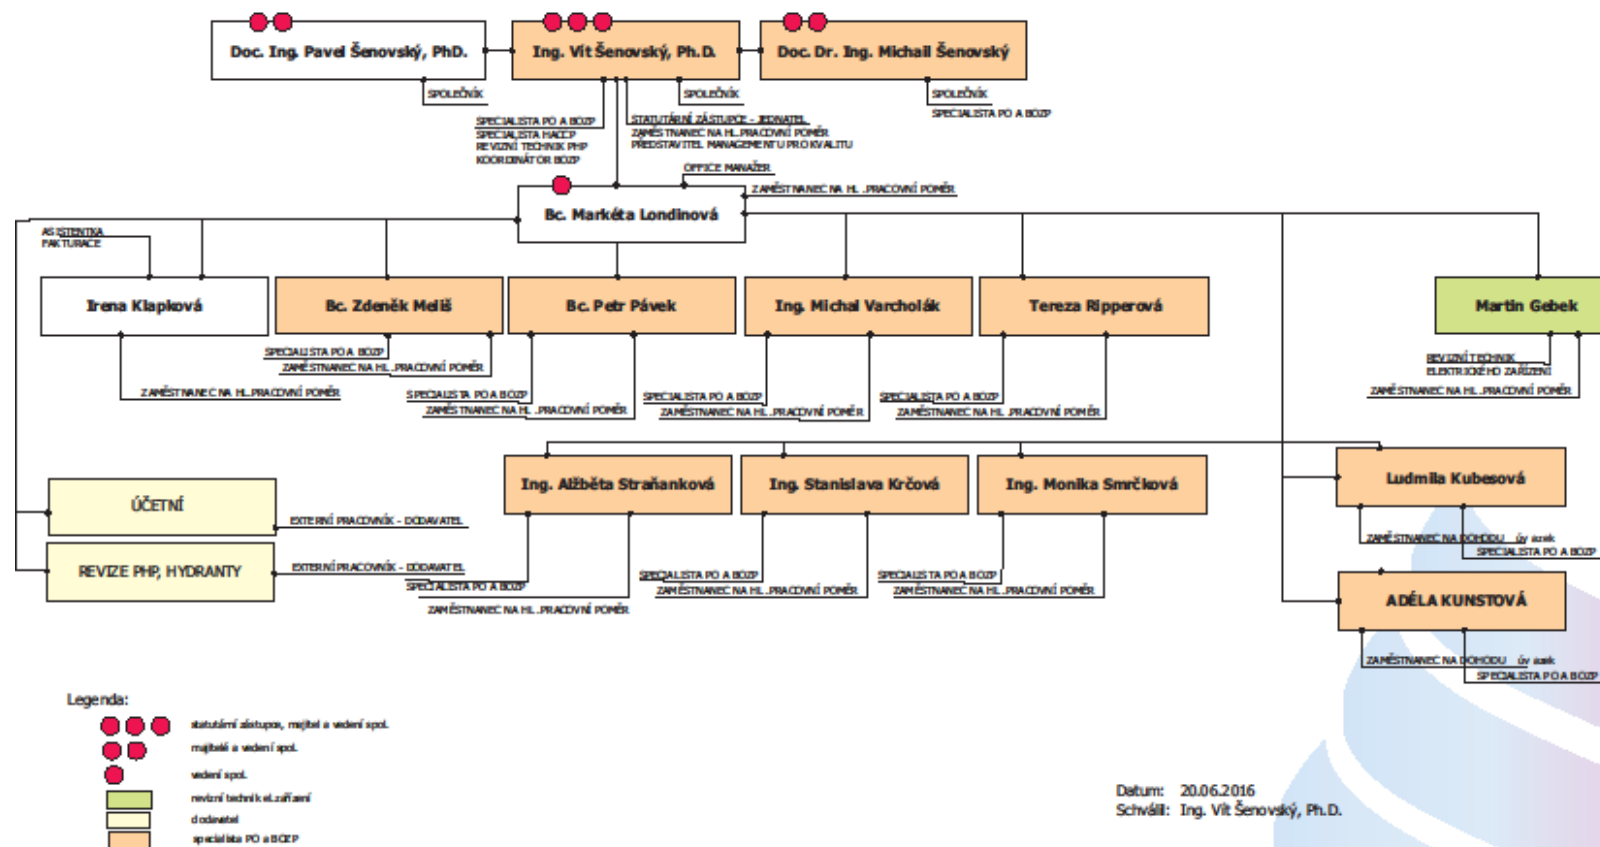 Doc. Ing. Pavel Šenovský, PhD.
Ing. Vít Šenovský, Ph.D.
Doc. Dr. Ing. Michail Šenovský
SPOLEČNÍK
SPOLEČNÍK
SPOLEČNÍK
SPECIALISTA PO A BOZP
SPECIALISTA PO A BOZP
SPECIALISTA HACCP
REVIZNÍ TECHNIK PHP
KOORDINÁTOR BOZP
STATUTÁRNÍ ZÁSTUPCE - JEDNATEL
ZAMĚSTNANEC NA HL.PRACOVNÍ POMĚR
PŘEDSTAVITEL MANAGEMENTU PRO KVALITU
OFFICE MANAŽER
ZAMĚSTNANEC NA HL.PRACOVNÍ POMĚR
Bc. Markéta Londinová
ASISTENTKA
FAKTURACE
Irena Klapková
Bc. Zdeněk Meliš
Bc. Petr Pávek
Ing. Michal Varcholák
Tereza Ripperová
Martin Gebek
ZAMĚSTNANEC NA HL.PRACOVNÍ POMĚR
SPECIALISTA PO A BOZP
ZAMĚSTNANEC NA HL.PRACOVNÍ POMĚR
SPECIALISTA PO A BOZP
ZAMĚSTNANEC NA HL.PRACOVNÍ POMĚR
SPECIALISTA PO A BOZP
ZAMĚSTNANEC NA HL.PRACOVNÍ POMĚR
SPECIALISTA PO A BOZP
ZAMĚSTNANEC NA HL.PRACOVNÍ POMĚR
REVIZNÍ TECHNIK
ELEKTRICKÉHO ZAŘÍZENÍ
ZAMĚSTNANEC NA HL.PRACOVNÍ POMĚR
ÚČETNÍ
EXTERNÍ PRACOVNÍK - DODAVATEL
REVIZE PHP, HYDRANTY
EXTERNÍ PRACOVNÍK - DODAVATEL
Ing. Alžběta Straňanková
Ing. Stanislava Krčová
Ing. Monika Smrčková
Ludmila Kubesová
SPECIALISTA PO A BOZP
ZAMĚSTNANEC NA HL.PRACOVNÍ POMĚR
SPECIALISTA PO A BOZP
ZAMĚSTNANEC NA HL.PRACOVNÍ POMĚR
SPECIALISTA PO A BOZP
ZAMĚSTNANEC NA HL.PRACOVNÍ POMĚR
ZAMĚSTNANEC NA DOHODU úvazek
SPECIALISTA PO A BOZP
ADÉLA KUNSTOVÁ
ZAMĚSTNANEC NA DOHODU úvazek
SPECIALISTA PO A BOZP
Legenda:
statutární zástupce, majitel a vedení spol.
majitelé a vedení spol.
vedení spol.
revizní technik el.zařízení
dodavatel
specialista PO a BOZP
Datum: 20.06.2016
Schválil: Ing. Vít Šenovský, Ph.D.